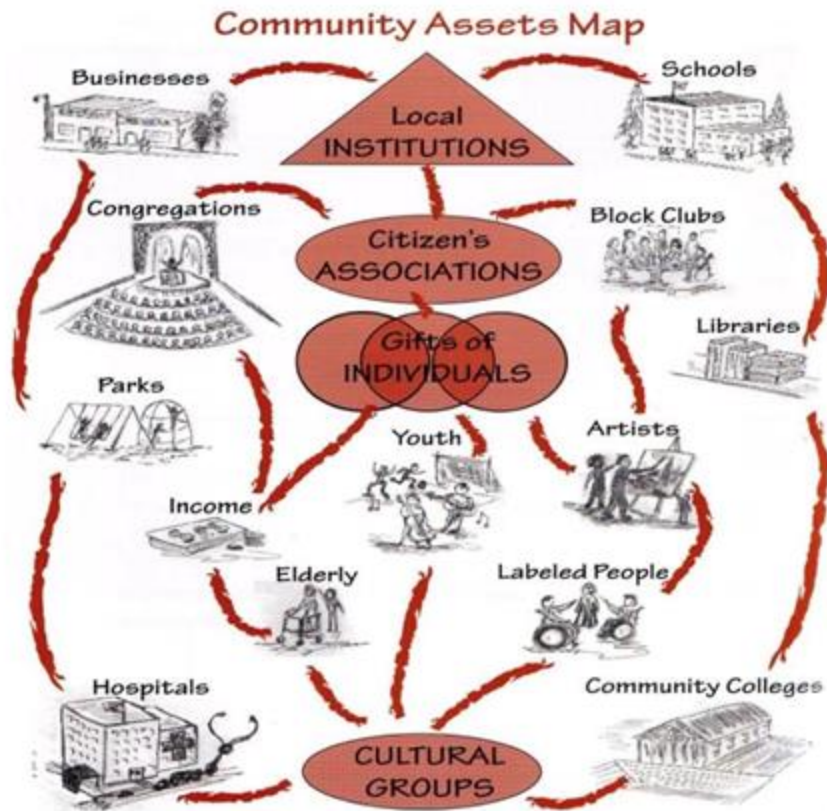 Community Assets Map
Businesses
Schools
Local
INSTITUTIONS
Congregations
Block Clubs
Citizen's
ASSOCIATIONS
Libraries
Gifts of
INDIVIDUALS
Parks
Youth
Artists
Income
Elderly
Labeled People
Hospitals
Community Colleges
CULTURAL
GROUPS